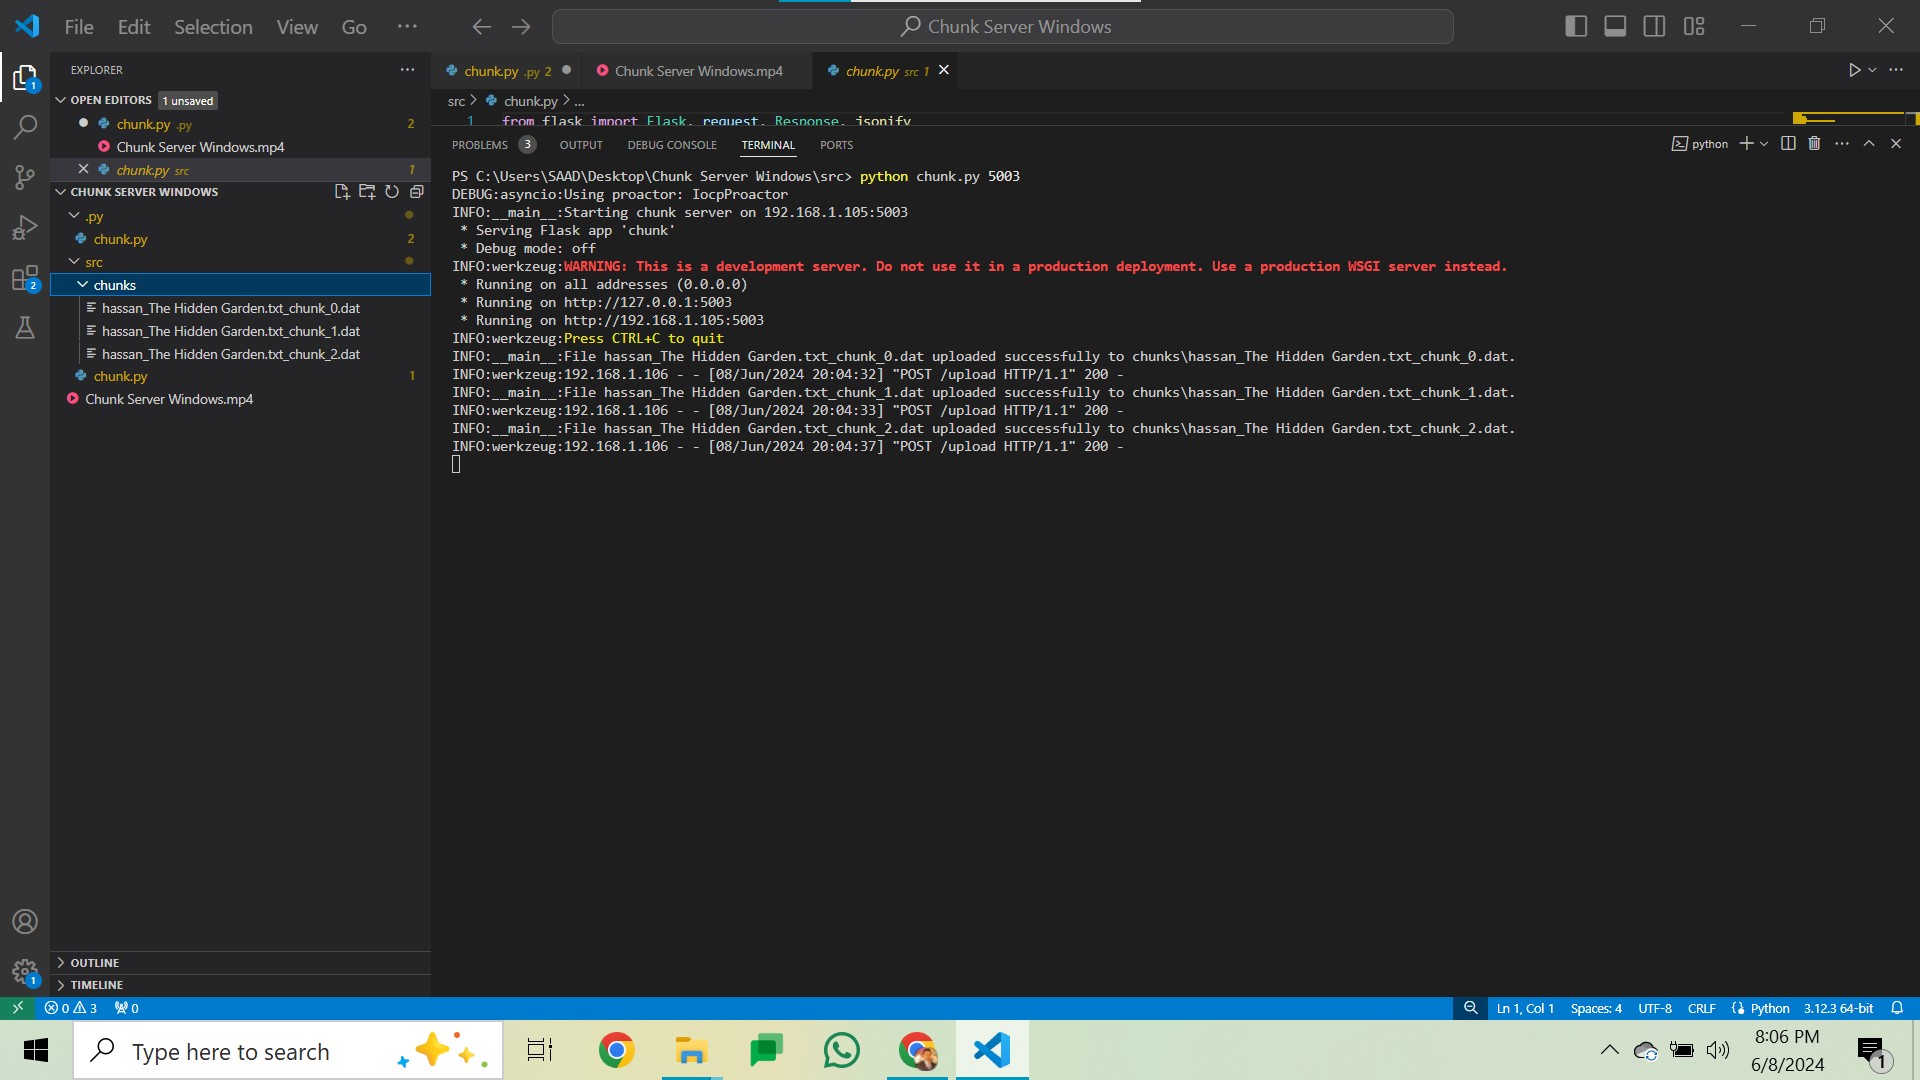 File Edit Selection View Go ··· Chunk Server Windows
EXPLORER
OPEN EDITORS 1 unsaved
chunk.py .py 2
Chunk Server Windows.mp4
chunk.py src 1
CHUNK SERVER WINDOWS
.py
chunk.py 2
src
chunks
hassan_The Hidden Garden.txt_chunk_0.dat
hassan_The Hidden Garden.txt_chunk_1.dat
hassan_The Hidden Garden.txt_chunk_2.dat
chunk.py 1
Chunk Server Windows.mp4
OUTLINE
TIMELINE
1
2
1
chunk.py .py 2 Chunk Server Windows.mp4 chunk.py src 1
src > chunk.py > ...
1 from flask import Flask, request, Response, jsonify
PROBLEMS 3 OUTPUT DEBUG CONSOLE TERMINAL PORTS python
PS C:\Users\SAAD\Desktop\Chunk Server Windows\src> python chunk.py 5003
DEBUG:asyncio:Using proactor: IocpProactor
INFO:__main__:Starting chunk server on 192.168.1.105:5003
* Serving Flask app 'chunk'
* Debug mode: off
INFO:werkzeug:WARNING: This is a development server. Do not use it in a production deployment. Use a production WSGI server instead.
* Running on all addresses (0.0.0.0)
* Running on http://127.0.0.1:5003
* Running on http://192.168.1.105:5003
INFO:werkzeug:Press CTRL+C to quit
INFO:__main__:File hassan_The Hidden Garden.txt_chunk_0.dat uploaded successfully to chunks\hassan_The Hidden Garden.txt_chunk_0.dat.
INFO:werkzeug:192.168.1.106 - - [08/Jun/2024 20:04:32] "POST /upload HTTP/1.1" 200 -
INFO:__main__:File hassan_The Hidden Garden.txt_chunk_1.dat uploaded successfully to chunks\hassan_The Hidden Garden.txt_chunk_1.dat.
INFO:werkzeug:192.168.1.106 - - [08/Jun/2024 20:04:33] "POST /upload HTTP/1.1" 200 -
INFO:__main__:File hassan_The Hidden Garden.txt_chunk_2.dat uploaded successfully to chunks\hassan_The Hidden Garden.txt_chunk_2.dat.
INFO:werkzeug:192.168.1.106 - - [08/Jun/2024 20:04:37] "POST /upload HTTP/1.1" 200 -
0 3 0 Ln 1, Col 1 Spaces: 4 UTF-8 CRLF Python 3.12.3 64-bit
Type here to search
8:06 PM
6/8/2024
1